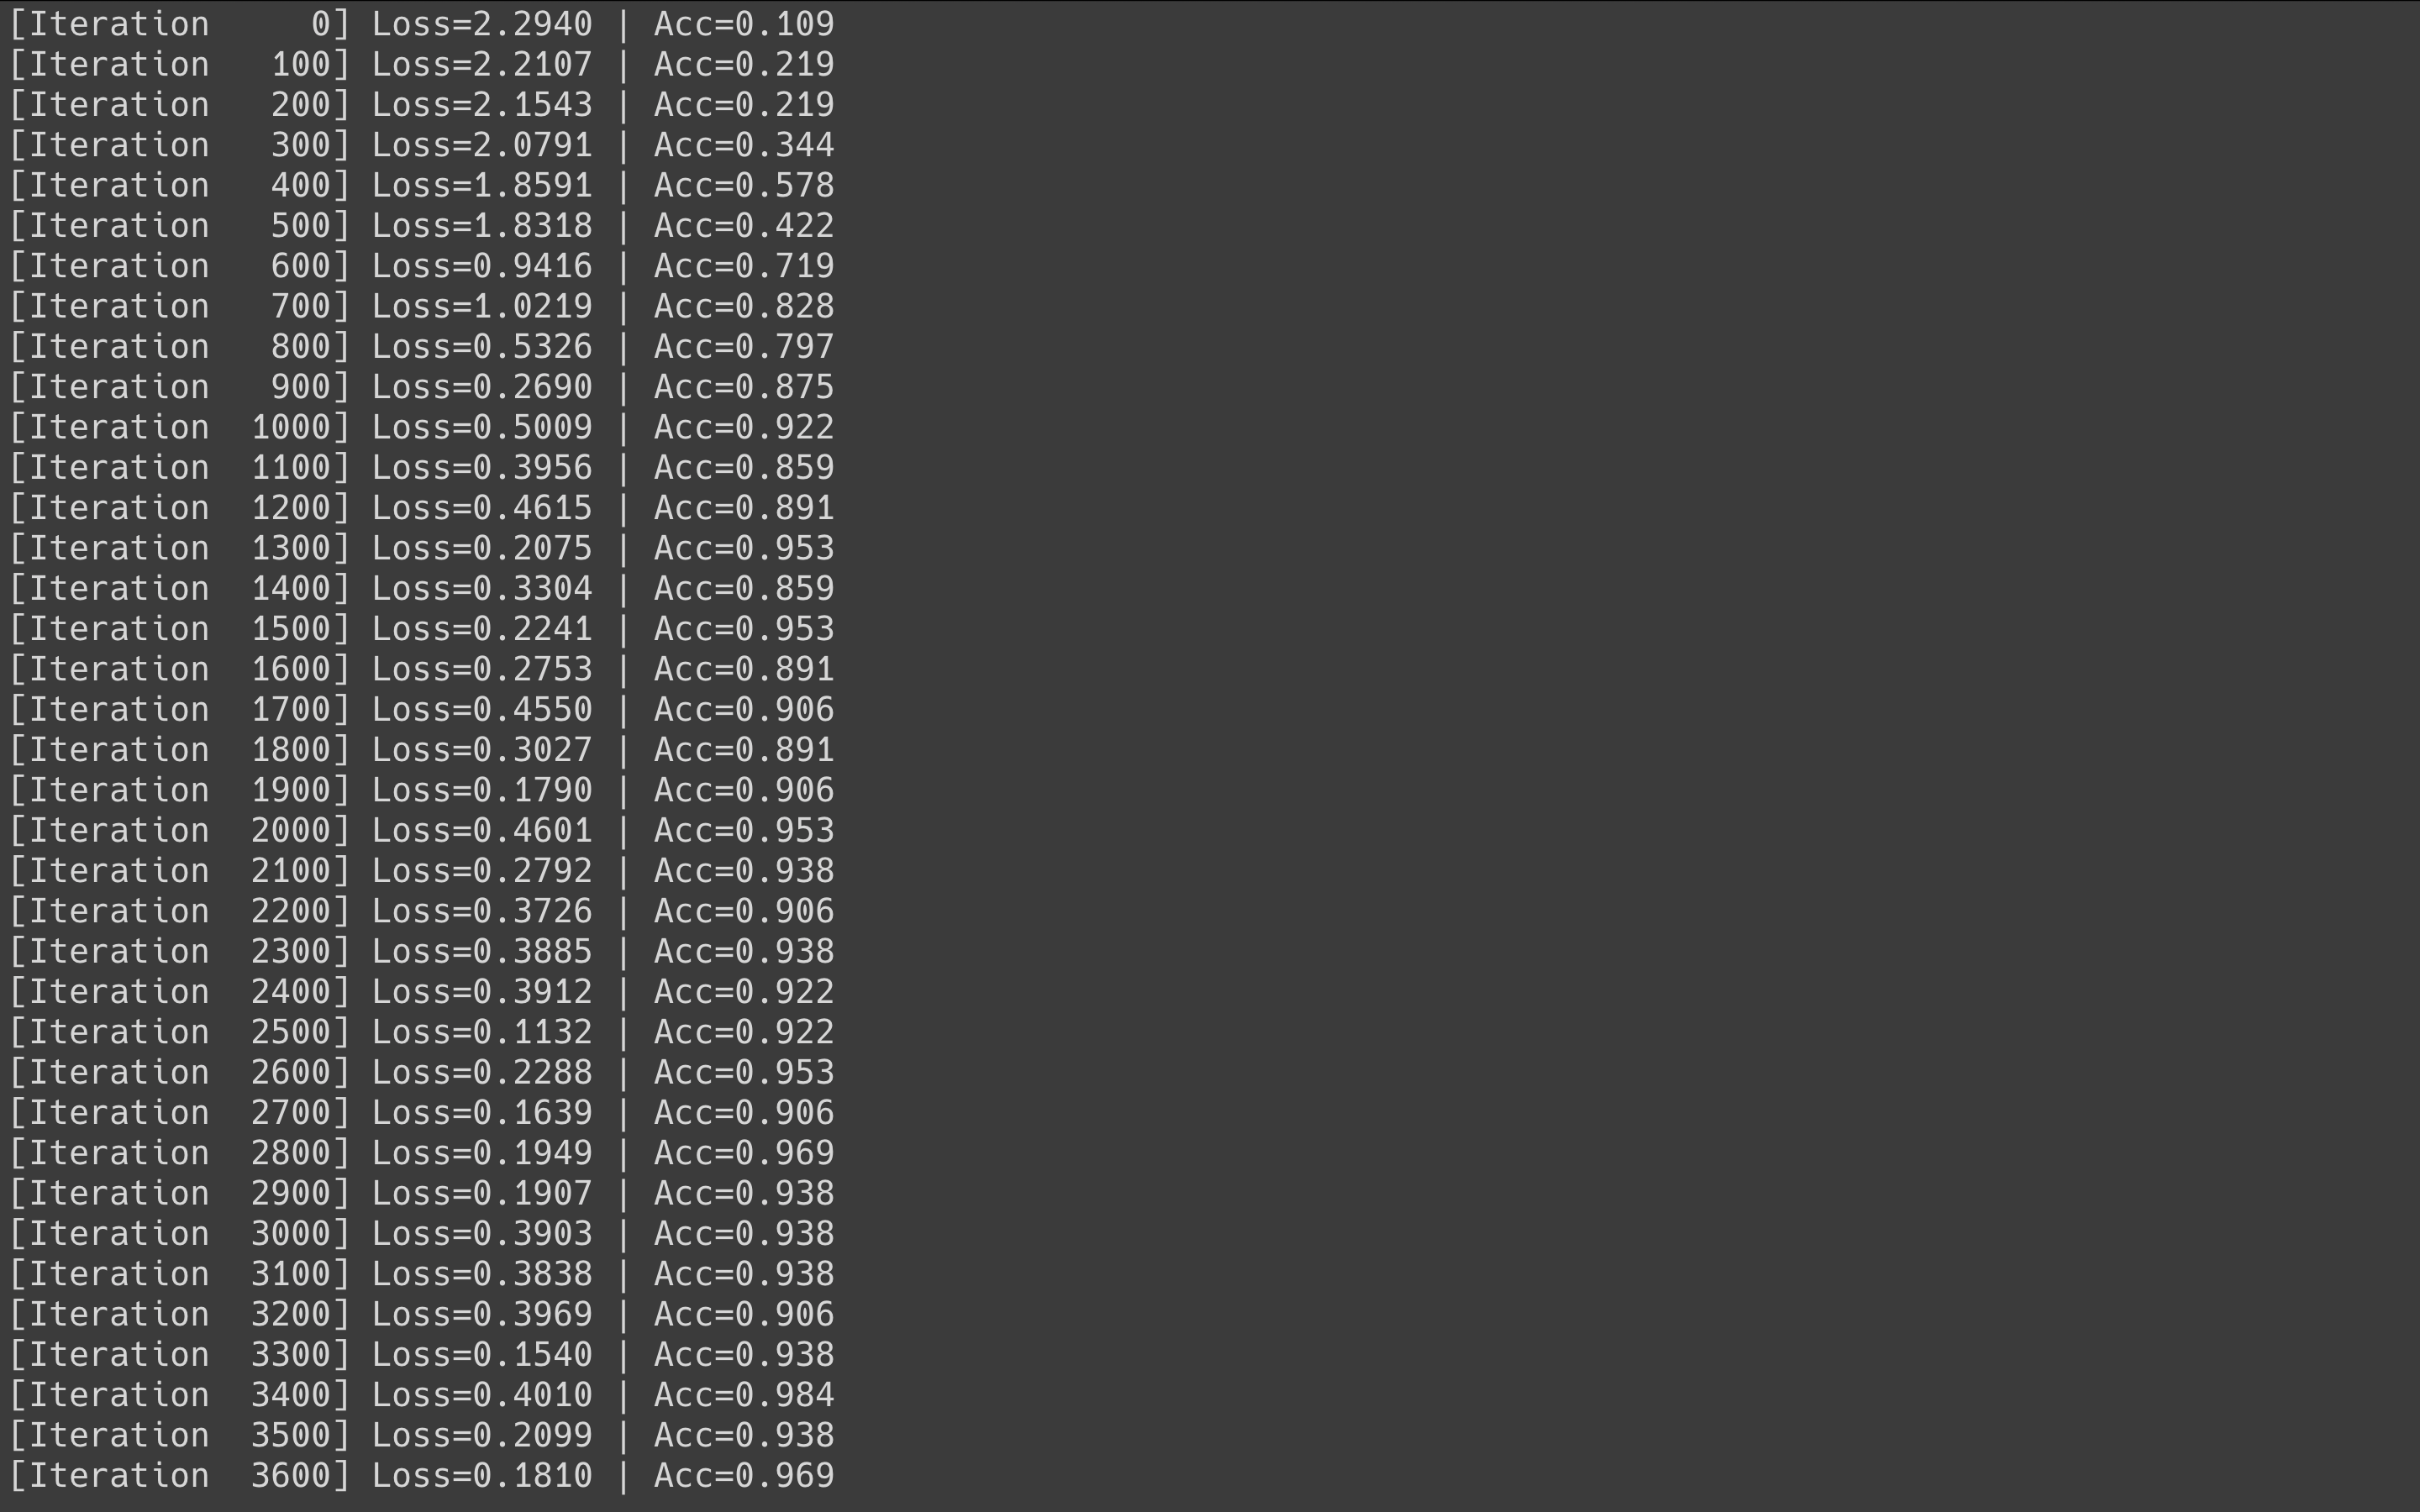 [Iteration     0] Loss=2.2940 | Acc=0.109
[Iteration   100] Loss=2.2107 | Acc=0.219
[Iteration   200] Loss=2.1543 | Acc=0.219
[Iteration   300] Loss=2.0791 | Acc=0.344
[Iteration   400] Loss=1.8591 | Acc=0.578
[Iteration   500] Loss=1.8318 | Acc=0.422
[Iteration   600] Loss=0.9416 | Acc=0.719
[Iteration   700] Loss=1.0219 | Acc=0.828
[Iteration   800] Loss=0.5326 | Acc=0.797
[Iteration   900] Loss=0.2690 | Acc=0.875
[Iteration  1000] Loss=0.5009 | Acc=0.922
[Iteration  1100] Loss=0.3956 | Acc=0.859
[Iteration  1200] Loss=0.4615 | Acc=0.891
[Iteration  1300] Loss=0.2075 | Acc=0.953
[Iteration  1400] Loss=0.3304 | Acc=0.859
[Iteration  1500] Loss=0.2241 | Acc=0.953
[Iteration  1600] Loss=0.2753 | Acc=0.891
[Iteration  1700] Loss=0.4550 | Acc=0.906
[Iteration  1800] Loss=0.3027 | Acc=0.891
[Iteration  1900] Loss=0.1790 | Acc=0.906
[Iteration  2000] Loss=0.4601 | Acc=0.953
[Iteration  2100] Loss=0.2792 | Acc=0.938
[Iteration  2200] Loss=0.3726 | Acc=0.906
[Iteration  2300] Loss=0.3885 | Acc=0.938
[Iteration  2400] Loss=0.3912 | Acc=0.922
[Iteration  2500] Loss=0.1132 | Acc=0.922
[Iteration  2600] Loss=0.2288 | Acc=0.953
[Iteration  2700] Loss=0.1639 | Acc=0.906
[Iteration  2800] Loss=0.1949 | Acc=0.969
[Iteration  2900] Loss=0.1907 | Acc=0.938
[Iteration  3000] Loss=0.3903 | Acc=0.938
[Iteration  3100] Loss=0.3838 | Acc=0.938
[Iteration  3200] Loss=0.3969 | Acc=0.906
[Iteration  3300] Loss=0.1540 | Acc=0.938
[Iteration  3400] Loss=0.4010 | Acc=0.984
[Iteration  3500] Loss=0.2099 | Acc=0.938
[Iteration  3600] Loss=0.1810 | Acc=0.969